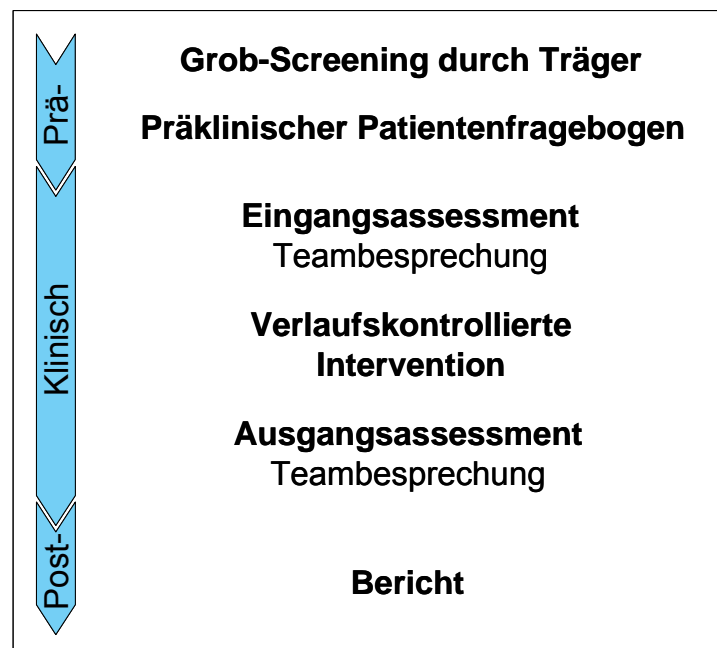 Prä-
Grob-Screening durch Träger
Präklinischer Patientenfragebogen
Klinisch
Eingangsassessment
Teambesprechung
Verlaufskontrollierte
Intervention
Ausgangsassessment
Teambesprechung
Post-
Bericht